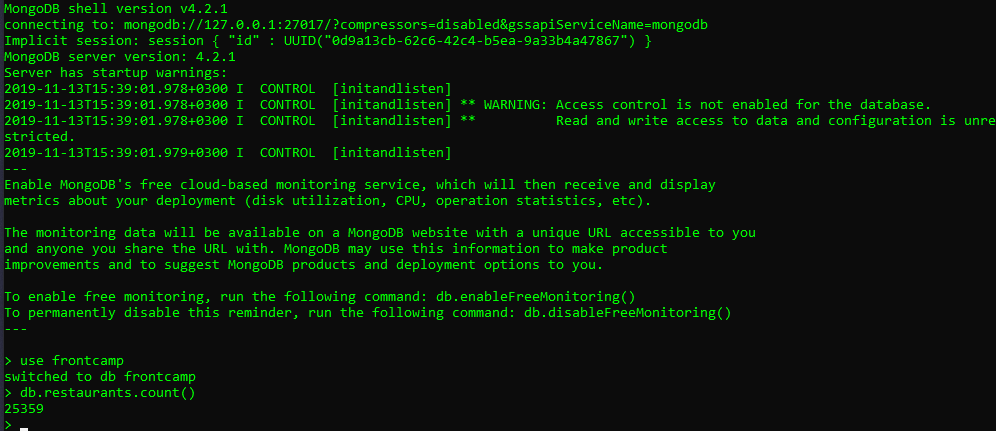 MongoDB shell version v4.2.1
connecting to: mongodb://127.0.0.1:27017/?compressors=disabled&gssapiServiceName=mongodb
Implicit session: session { "id" : UUID("0d9a13cb-62c6-42c4-b5ea-9a33b4a47867") }
MongoDB server version: 4.2.1
Server has startup warnings:
2019-11-13T15:39:01.978+0300 I  CONTROL  [initandlisten]
2019-11-13T15:39:01.978+0300 I  CONTROL  [initandlisten] ** WARNING: Access control is not enabled for the database.
2019-11-13T15:39:01.978+0300 I  CONTROL  [initandlisten] **          Read and write access to data and configuration is unre
stricted.
2019-11-13T15:39:01.979+0300 I  CONTROL  [initandlisten]
---
Enable MongoDB's free cloud-based monitoring service, which will then receive and display
metrics about your deployment (disk utilization, CPU, operation statistics, etc).

The monitoring data will be available on a MongoDB website with a unique URL accessible to you
and anyone you share the URL with. MongoDB may use this information to make product
improvements and to suggest MongoDB products and deployment options to you.

To enable free monitoring, run the following command: db.enableFreeMonitoring()
To permanently disable this reminder, run the following command: db.disableFreeMonitoring()
---

> use frontcamp
switched to db frontcamp
> db.restaurants.count()
25359
>